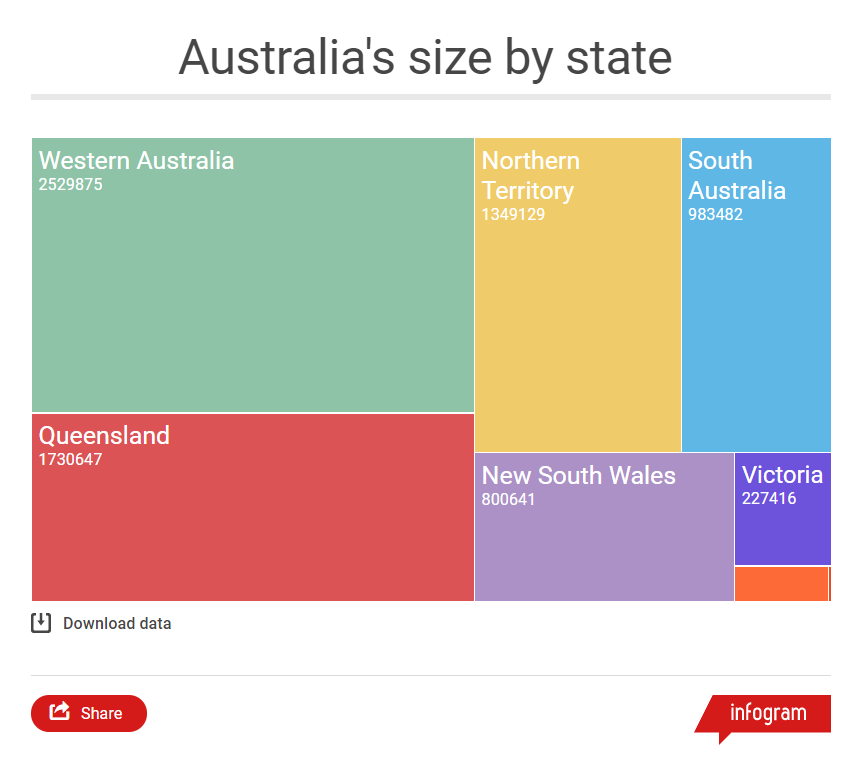 Australia's size by state
Western Australia
2529875
Northern
Territory
1349129
South
Australia
983482
Queensland
1730647
New South Wales
800641
Victoria
227416
Download data
Share
infogram